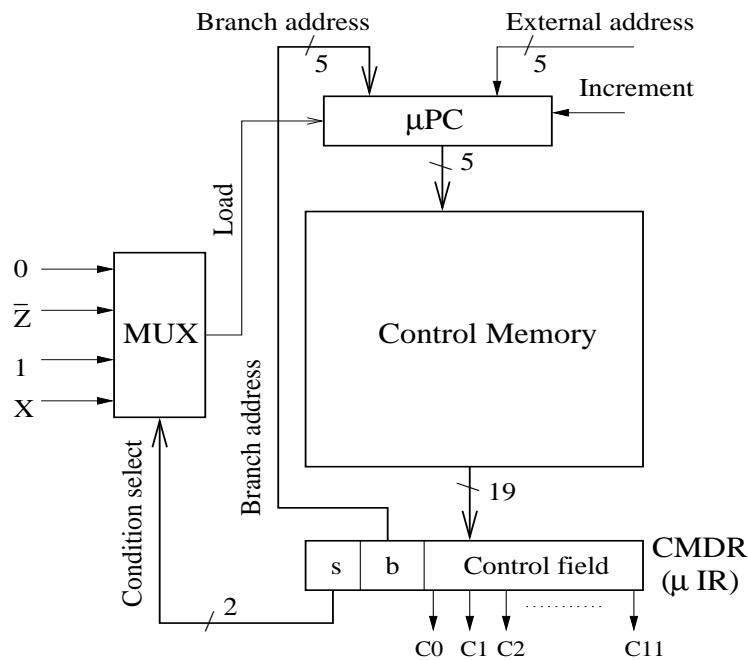 Branch address
External address
5
5
Increment
μPC
5
Load
0
Z̄
1
X
MUX
Control Memory
Condition select
Branch address
19
s
b
Control field
CMDR
(μ IR)
2
C0
C1
C2
C11